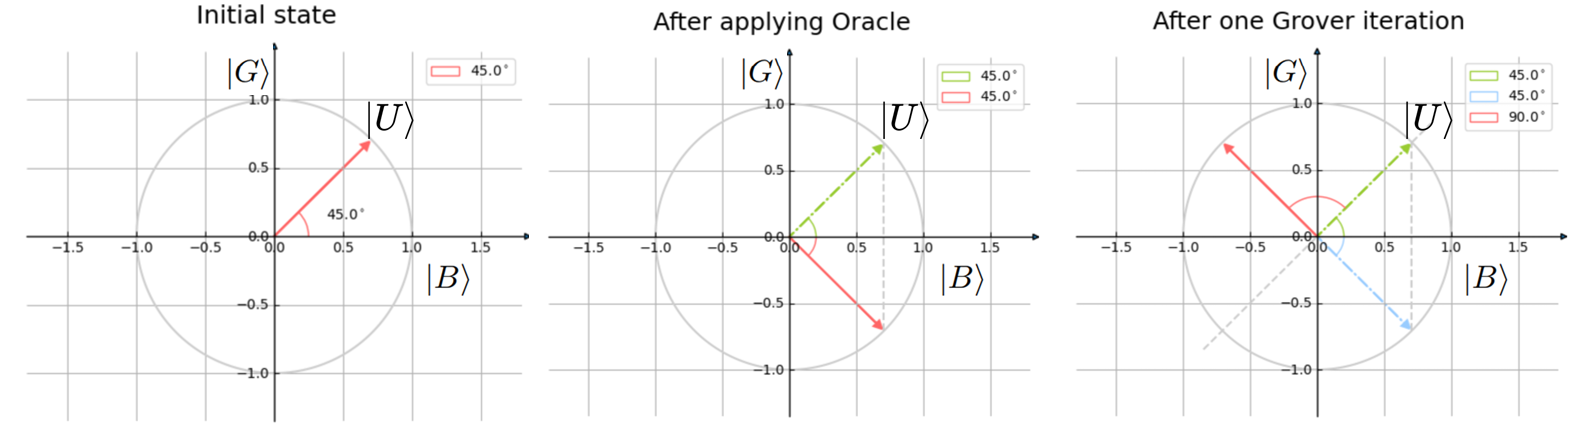 Initial state
|G⟩
45.0°
1.0
|U⟩
0.5
45.0°
0.0
−1.5 −1.0 −0.5 0.0 0.5 1.0 1.5
|B⟩
−0.5
−1.0
After applying Oracle
|G⟩
45.0°
45.0°
1.0
|U⟩
0.5
0.0
−1.5 −1.0 −0.5 0.0 0.5 1.0 1.5
|B⟩
−0.5
−1.0
After one Grover iteration
|G⟩
45.0°
45.0°
90.0°
1.0
|U⟩
0.5
0.0
−1.5 −1.0 −0.5 0.0 0.5 1.0 1.5
|B⟩
−0.5
−1.0